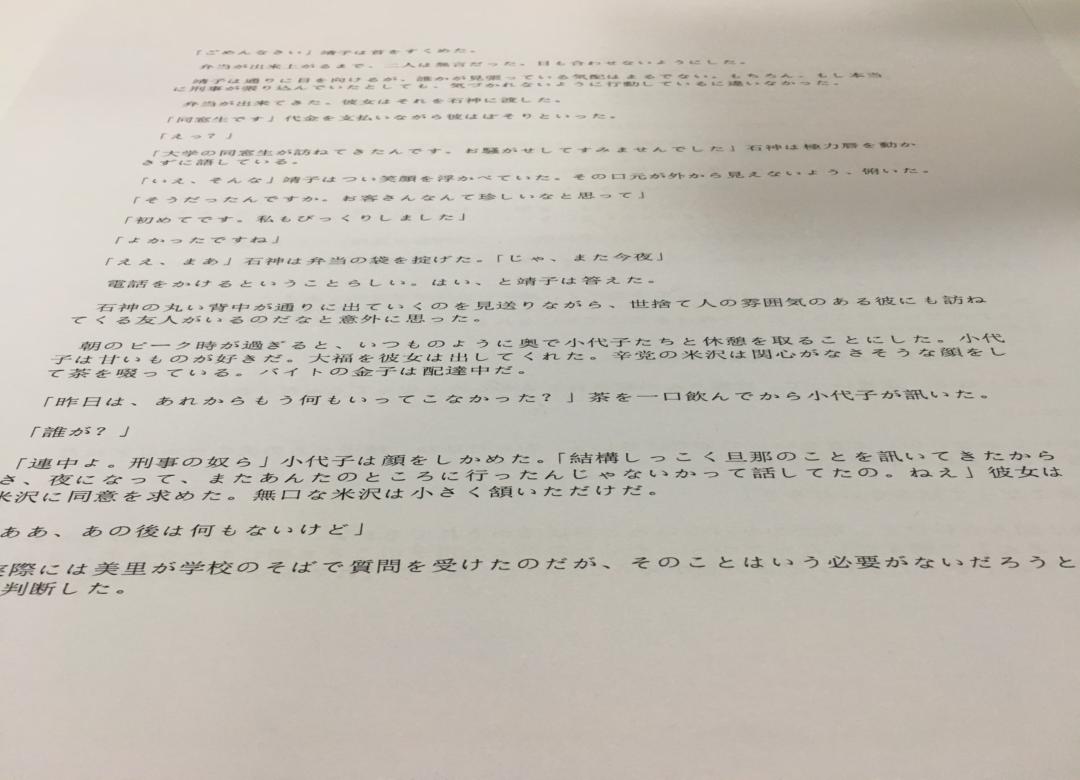 「ごめんなさい」靖子は首をすくめた。
弁当が出来上がるまで、二人は無言だった。目も合わせないようにした。
靖子は通りに目を向けるが、誰かが見張っている気配はまるでない。もちろん、もし本当
に刑事が張り込んでいたとしても、気づかれないように行動しているに違いなかった。
弁当が出来てきた。彼女はそれを石神に渡した。
「同窓生です」代金を支払いながら彼はぼそりといった。
「えっ？」
「大学の同窓生が訪ねてきたんです。お騒がせしてすみませんでした」石神は極力唇を動か
さずに話している。
「いえ、そんな」靖子はつい笑顔を浮かべていた。その口元が外から見えないよう、俯いた。
「そうだったんですか。お客さんなんて珍しいなと思って」
「初めてです。私もびっくりしました」
「よかったですね」
「ええ、まあ」石神は弁当の袋を掟げた。「じゃ、また今夜」
電話をかけるということらしい。はい、と靖子は答えた。
石神の丸い背中が通りに出ていくのを見送りながら、世捨て人の雰囲気のある彼にも訪ね
てくる友人がいるのだなと意外に思った。
朝のピーク時が過ぎると、いつものように奥で小代子たちと休憩を取ることにした。小代
子は甘いものが好きだ。大福を彼女は出してくれた。辛党の米沢は関心がなさそうな顔をし
て茶を啜っている。バイトの金子は配達中だ。
「昨日は、あれからもう何もいってこなかった？」茶を一口飲んでから小代子が訊いた。
「誰が？」
「連中よ。刑事の奴ら」小代子は顔をしかめた。「結構しっこく旦那のことを訊いてきたから
さ、夜になって、またあんたのところに行ったんじゃないかって話してたの。ねえ」彼女は
米沢に同意を求めた。無口な米沢は小さく頷いただけだ。
ああ、あの後は何もないけど」
実際には美里が学校のそばで質問を受けたのだが、そのことはいう必要がないだろうと
判断した。